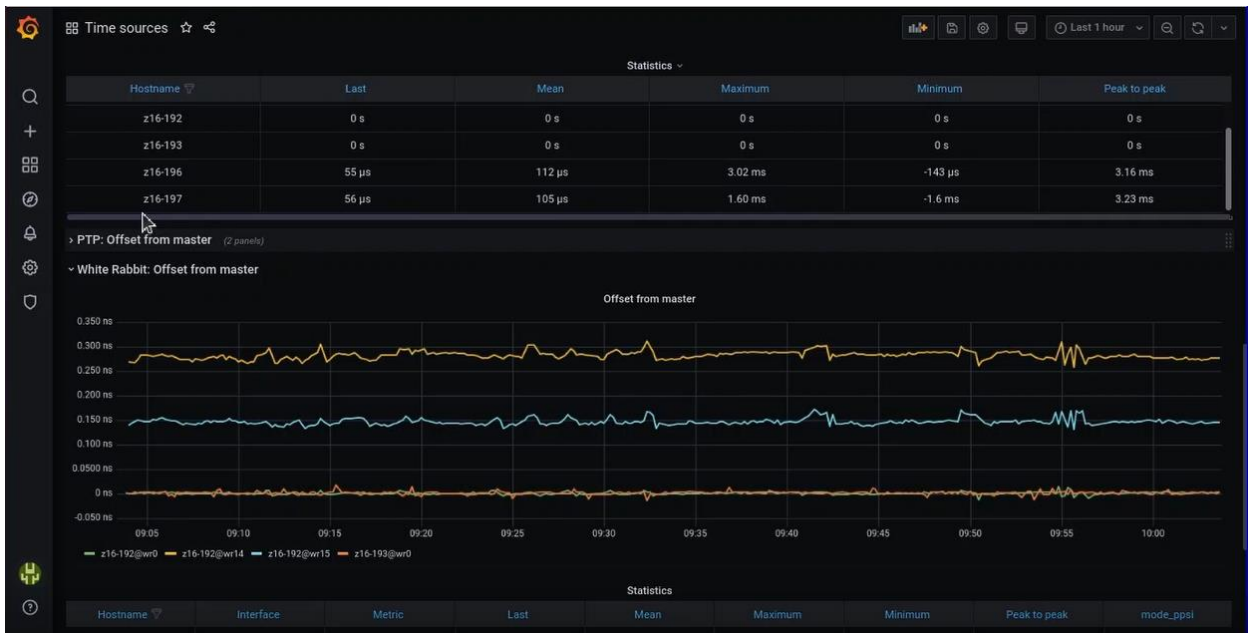 Time sources
Last 1 hour
Statistics
Hostname Last Mean Maximum Minimum Peak to peak
z16-192 0 s 0 s 0 s 0 s 0 s
z16-193 0 s 0 s 0 s 0 s 0 s
z16-196 55 µs 112 µs 3.02 ms -143 µs 3.16 ms
z16-197 56 µs 105 µs 1.60 ms -1.6 ms 3.23 ms
PTP: Offset from master (2 panels)
White Rabbit: Offset from master
Offset from master
0.350 ns
0.300 ns
0.250 ns
0.200 ns
0.150 ns
0.100 ns
0.0500 ns
0 ns
-0.050 ns
09:05 09:10 09:15 09:20 09:25 09:30 09:35 09:40 09:45 09:50 09:55 10:00
z16-192@wr0 z16-192@wr14 z16-192@wr15 z16-193@wr0
Statistics
Hostname Interface Metric Last Mean Maximum Minimum Peak to peak mode_ppsi